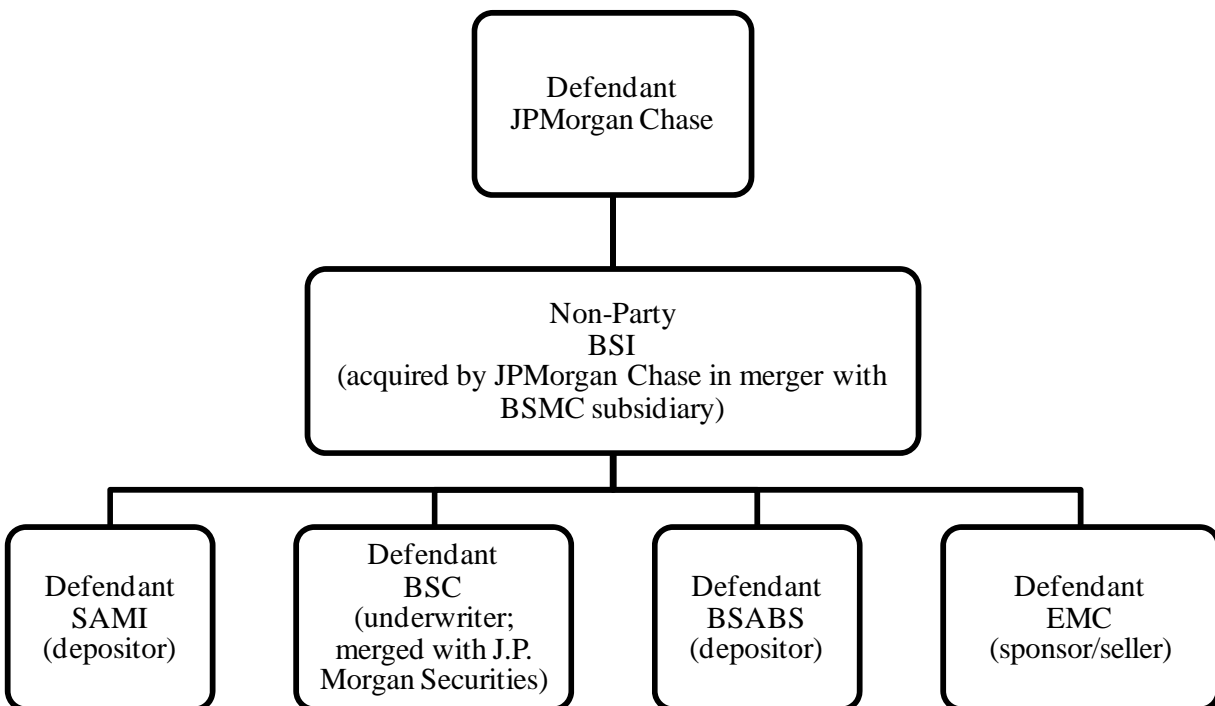 Defendant
JPMorgan Chase
Non-Party
BSI
(acquired by JPMorgan Chase in merger with
BSMC subsidiary)
Defendant
SAMI
(depositor)
Defendant
BSC
(underwriter;
merged with J.P.
Morgan Securities)
Defendant
BSABS
(depositor)
Defendant
EMC
(sponsor/seller)